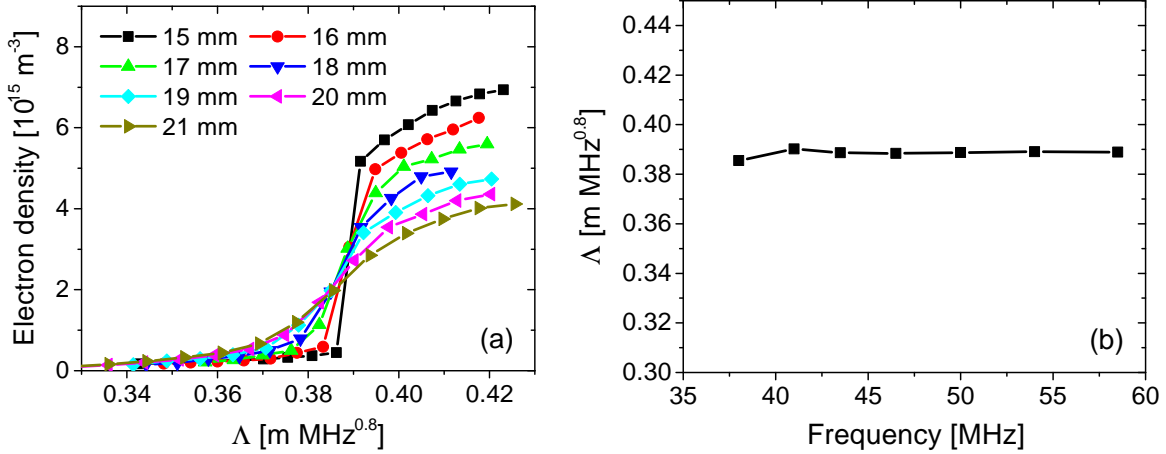 8
6
4
2
0
Electron density [10^15 m^-3]
15 mm 16 mm
17 mm 18 mm
19 mm 20 mm
21 mm
(a)
0.34 0.36 0.38 0.40 0.42
Λ [m MHz^0.8]
0.44
0.42
0.40
0.38
0.36
0.34
0.32
0.30
Λ [m MHz^0.8]
(b)
35 40 45 50 55 60
Frequency [MHz]